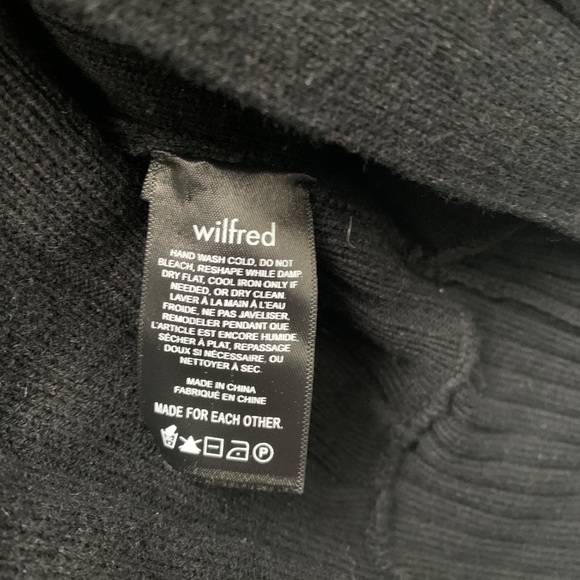 wilfred
HAND WASH COLD, DO NOT
BLEACH, RESHAPE WHILE DAMP,
DRY FLAT, COOL IRON ONLY IF
NEEDED, OR DRY CLEAN.
LAVER À LA MAIN À L'EAU
FROIDE, NE PAS JAVELISER,
REMODELER PENDANT QUE
L'ARTICLE EST ENCORE HUMIDE,
SÉCHER À PLAT, REPASSAGE
DOUX SI NÉCESSAIRE, OU
NETTOYER À SEC.
MADE IN CHINA
FABRIQUÉ EN CHINE
MADE FOR EACH OTHER.
P